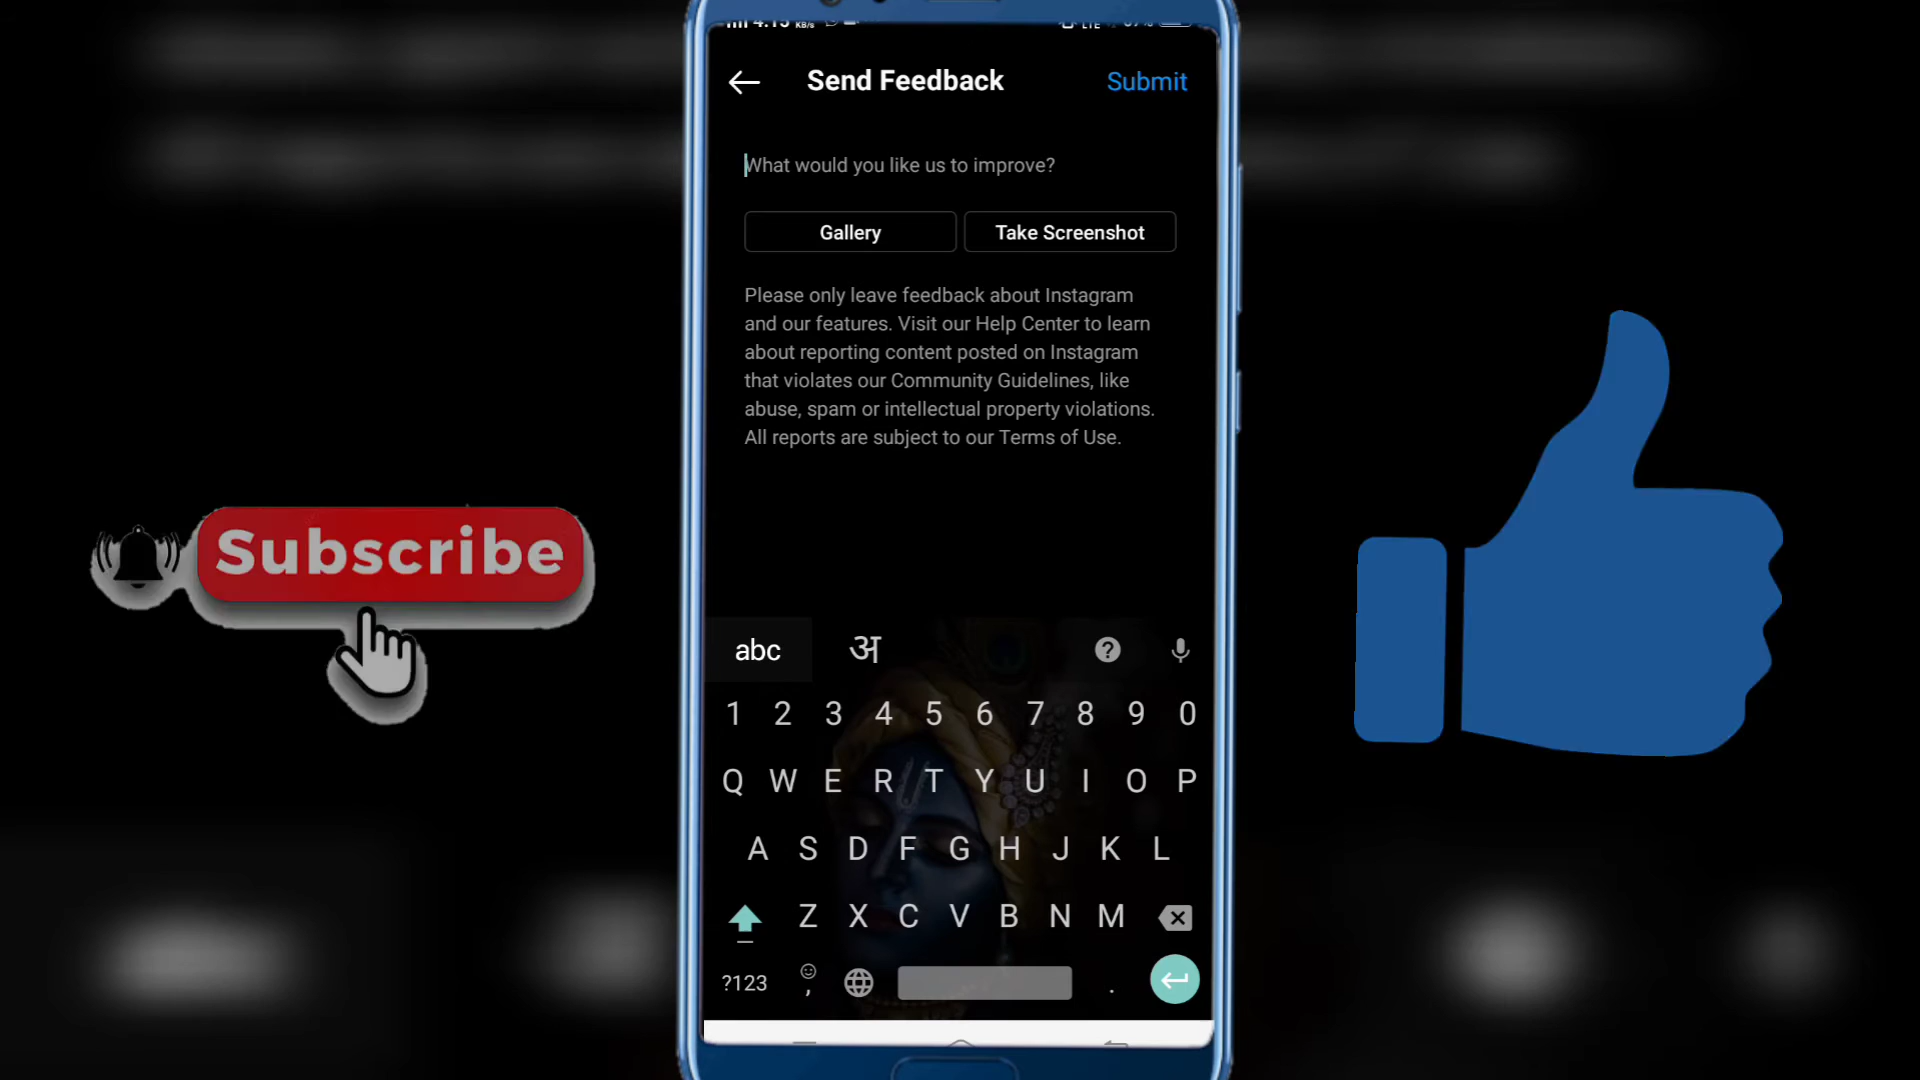 Send Feedback
Submit
What would you like us to improve?
Gallery
Take Screenshot
Please only leave feedback about Instagram
and our features. Visit our Help Center to learn
about reporting content posted on Instagram
that violates our Community Guidelines, like
abuse, spam or intellectual property violations.
All reports are subject to our Terms of Use.
Subscribe
abc
अ
1 2 3 4 5 6 7 8 9 0
Q W E R T Y U I O P
A S D F G H J K L
Z X C V B N M
?123 , .